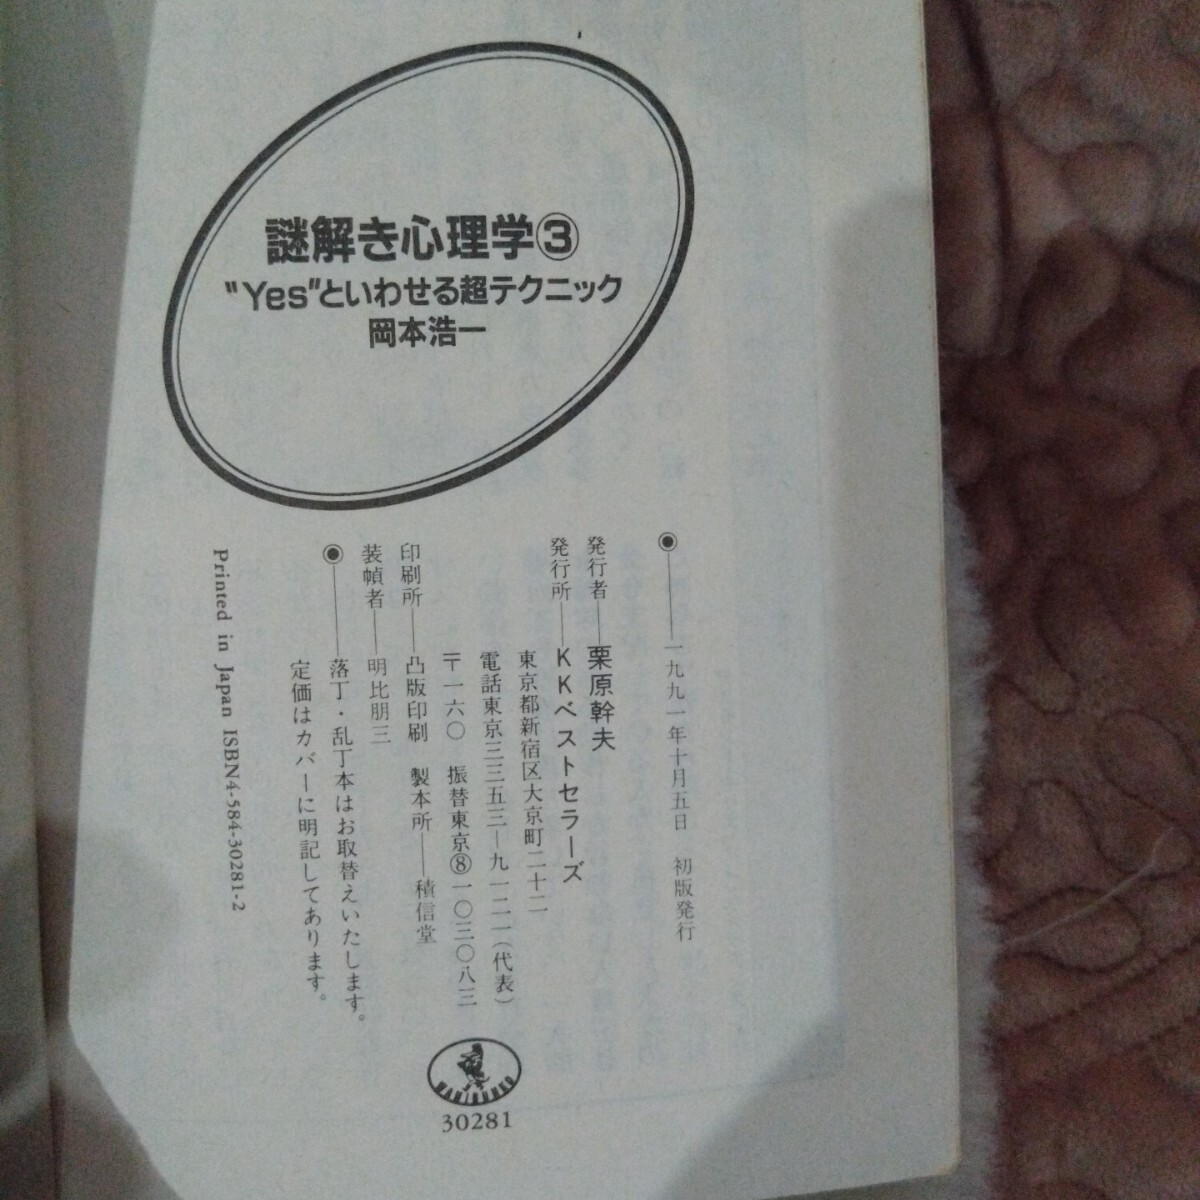 謎解き心理学③
"Yes"といわせる超テクニック
岡本浩一
◉――一九九一年十月五日 初版発行
発行者――栗原幹夫
発行所――KKベストセラーズ
東京都新宿区大京町二十二
電話東京三三五三―九一二一(代表)
〒一六〇 振替東京⑧一〇三〇八三
印刷所――凸版印刷 製本所――積信堂
装幀者――明比朋三
◉――落丁・乱丁本はお取替えいたします。
定価はカバーに明記してあります。
Printed in Japan ISBN4-584-30281-2
WANIBUNKO
30281